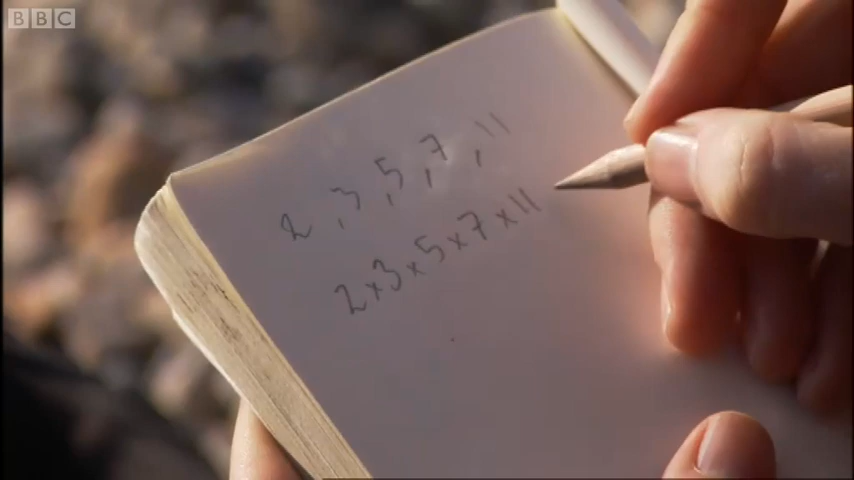 BBC
2, 3, 5, 7, 11
2×3×5×7×11